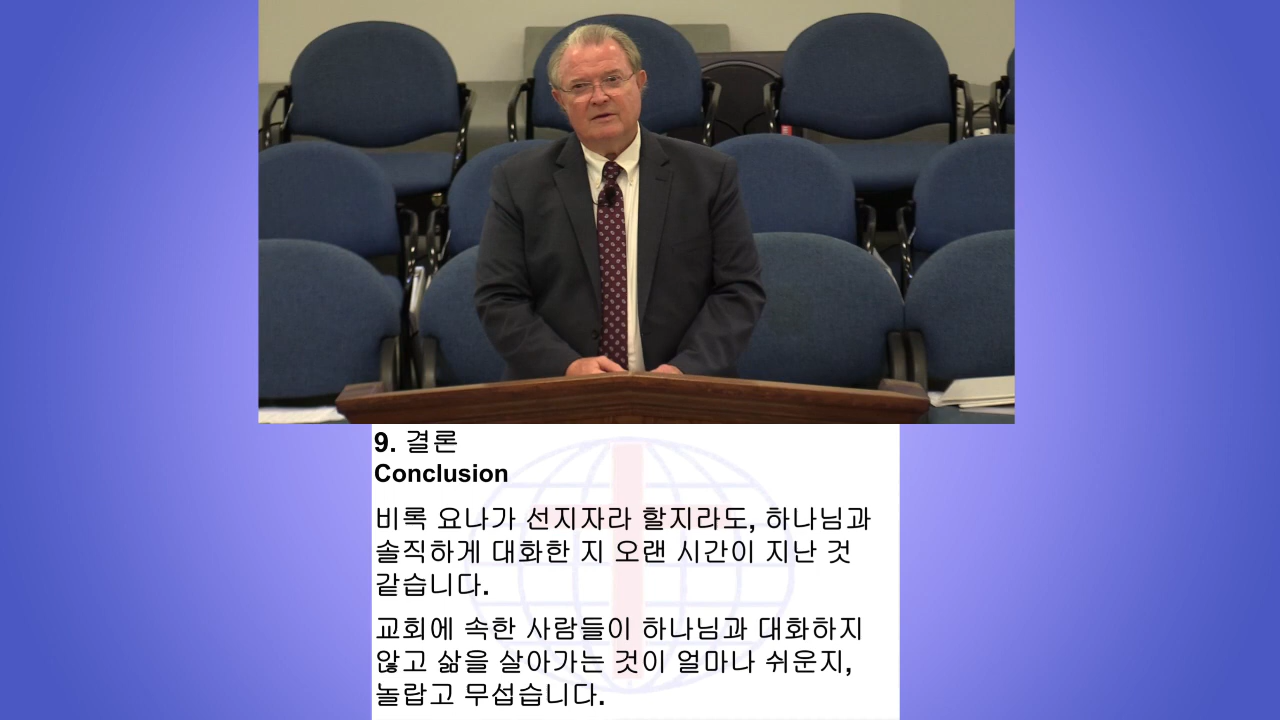 9. 결론
Conclusion
비록 요나가 선지자라 할지라도, 하나님과
솔직하게 대화한 지 오랜 시간이 지난 것
같습니다.
교회에 속한 사람들이 하나님과 대화하지
않고 삶을 살아가는 것이 얼마나 쉬운지,
놀랍고 무섭습니다.